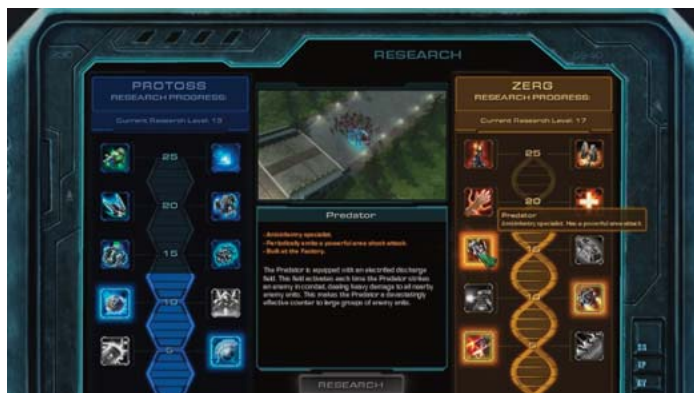 RESEARCH
PROTOSS
RESEARCH PROGRESS:
Current Research Level: 13
25
20
15
10
5
Predator
- Antiinfantry specialist.
- Periodically emits a powerful area shock attack.
- Built at the Factory.
The Predator is equipped with an electrified discharge
field. This field activates each time the Predator strikes
an enemy in combat, dealing heavy damage to all nearby
enemy units. This makes the Predator a devastatingly
effective counter to large groups of enemy units.
RESEARCH
ZERG
RESEARCH PROGRESS:
Current Research Level: 17
25
20
Predator
Antiinfantry specialist. Has a powerful area attack.
10
5